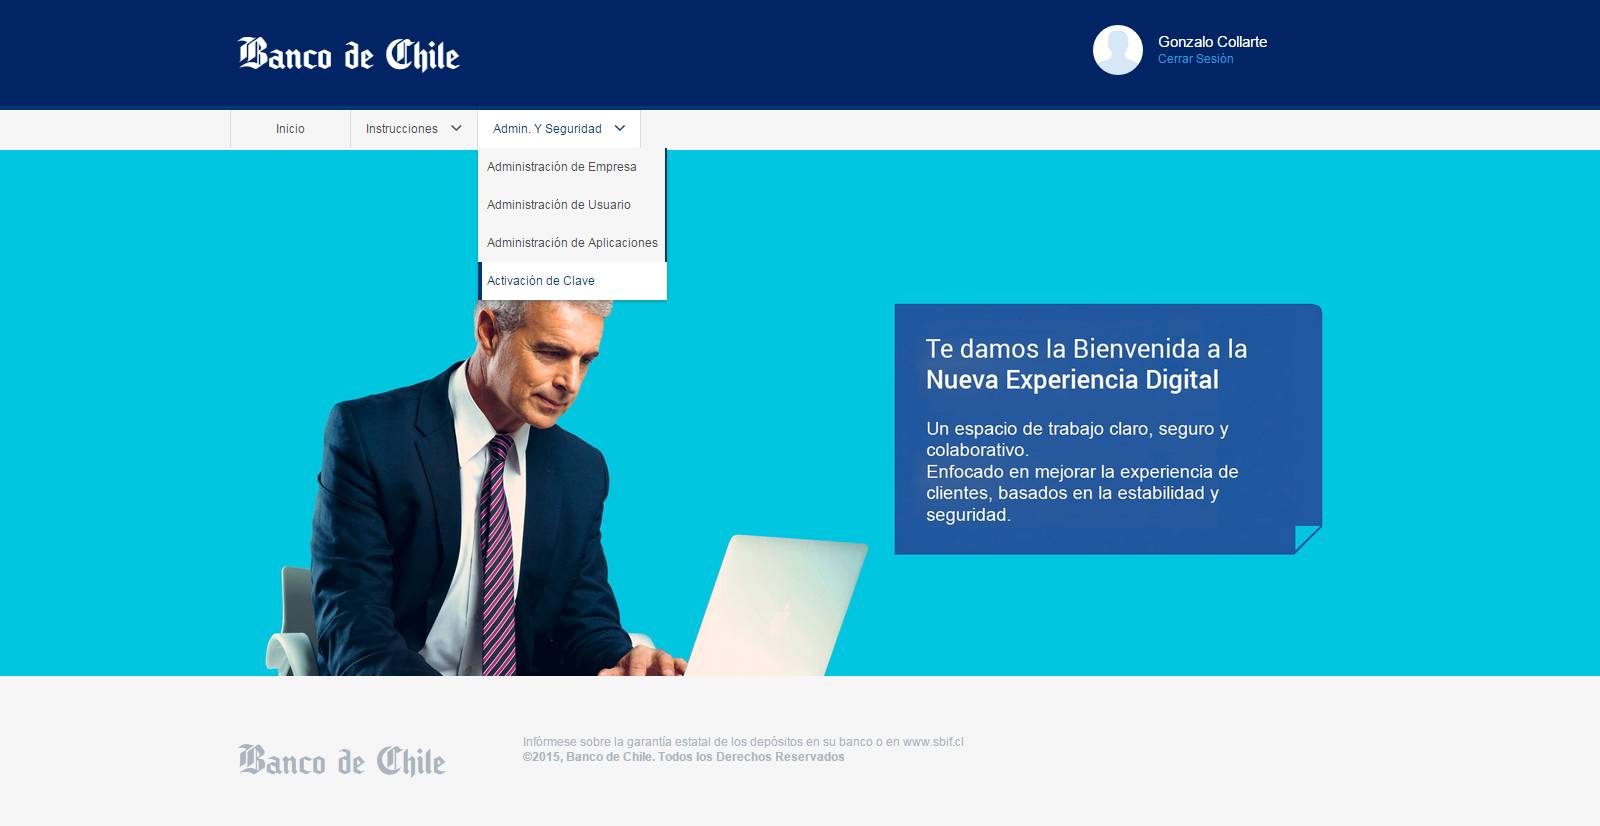 Banco de Chile
Gonzalo Collarte
Cerrar Sesión
Inicio
Instrucciones
Admin. Y Seguridad
Administración de Empresa
Administración de Usuario
Administración de Aplicaciones
Activación de Clave
Te damos la Bienvenida a la
Nueva Experiencia Digital
Un espacio de trabajo claro, seguro y
colaborativo.
Enfocado en mejorar la experiencia de
clientes, basados en la estabilidad y
seguridad.
Banco de Chile
Infórmese sobre la garantía estatal de los depósitos en su banco o en www.sbif.cl
©2015, Banco de Chile. Todos los Derechos Reservados